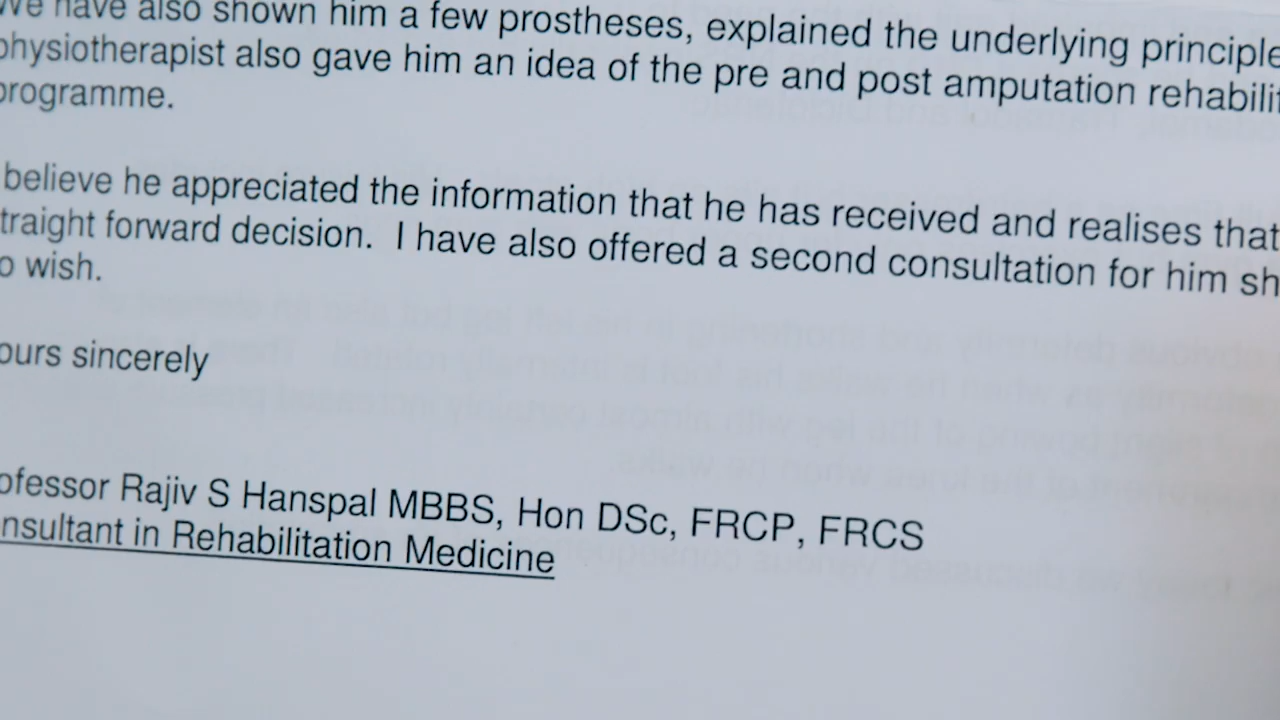 We have also shown him a few prostheses, explained the underlying principle
physiotherapist also gave him an idea of the pre and post amputation rehabilit
programme.
believe he appreciated the information that he has received and realises that
traight forward decision. I have also offered a second consultation for him sh
o wish.
ours sincerely
ofessor Rajiv S Hanspal MBBS, Hon DSc, FRCP, FRCS
nsultant in Rehabilitation Medicine